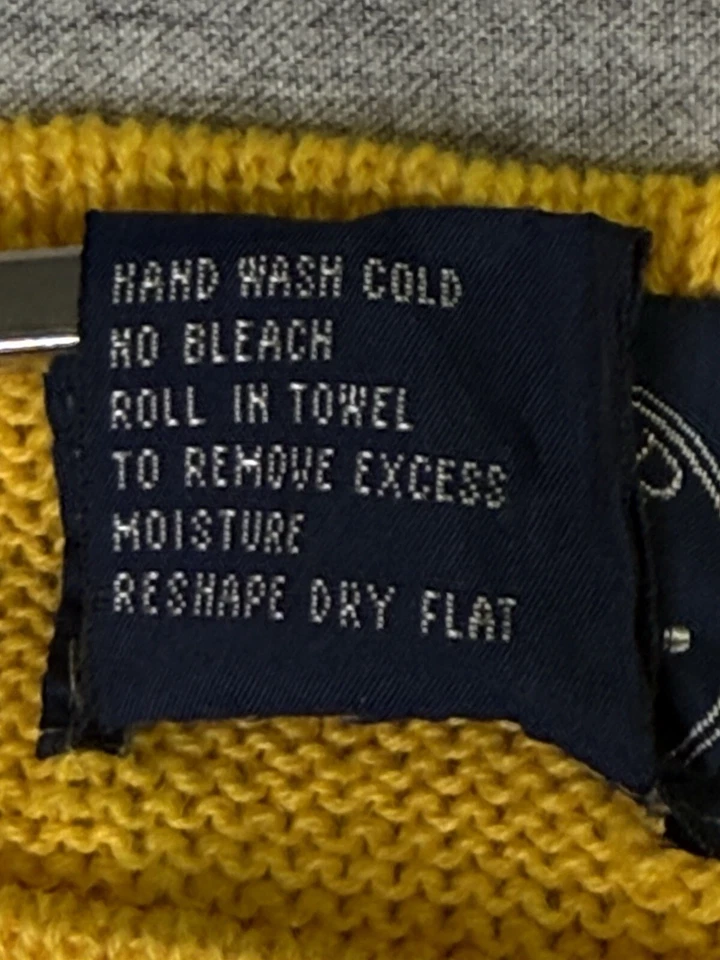 HAND WASH COLD
NO BLEACH
ROLL IN TOWEL
TO REMOVE EXCESS
MOISTURE
RESHAPE DRY FLAT